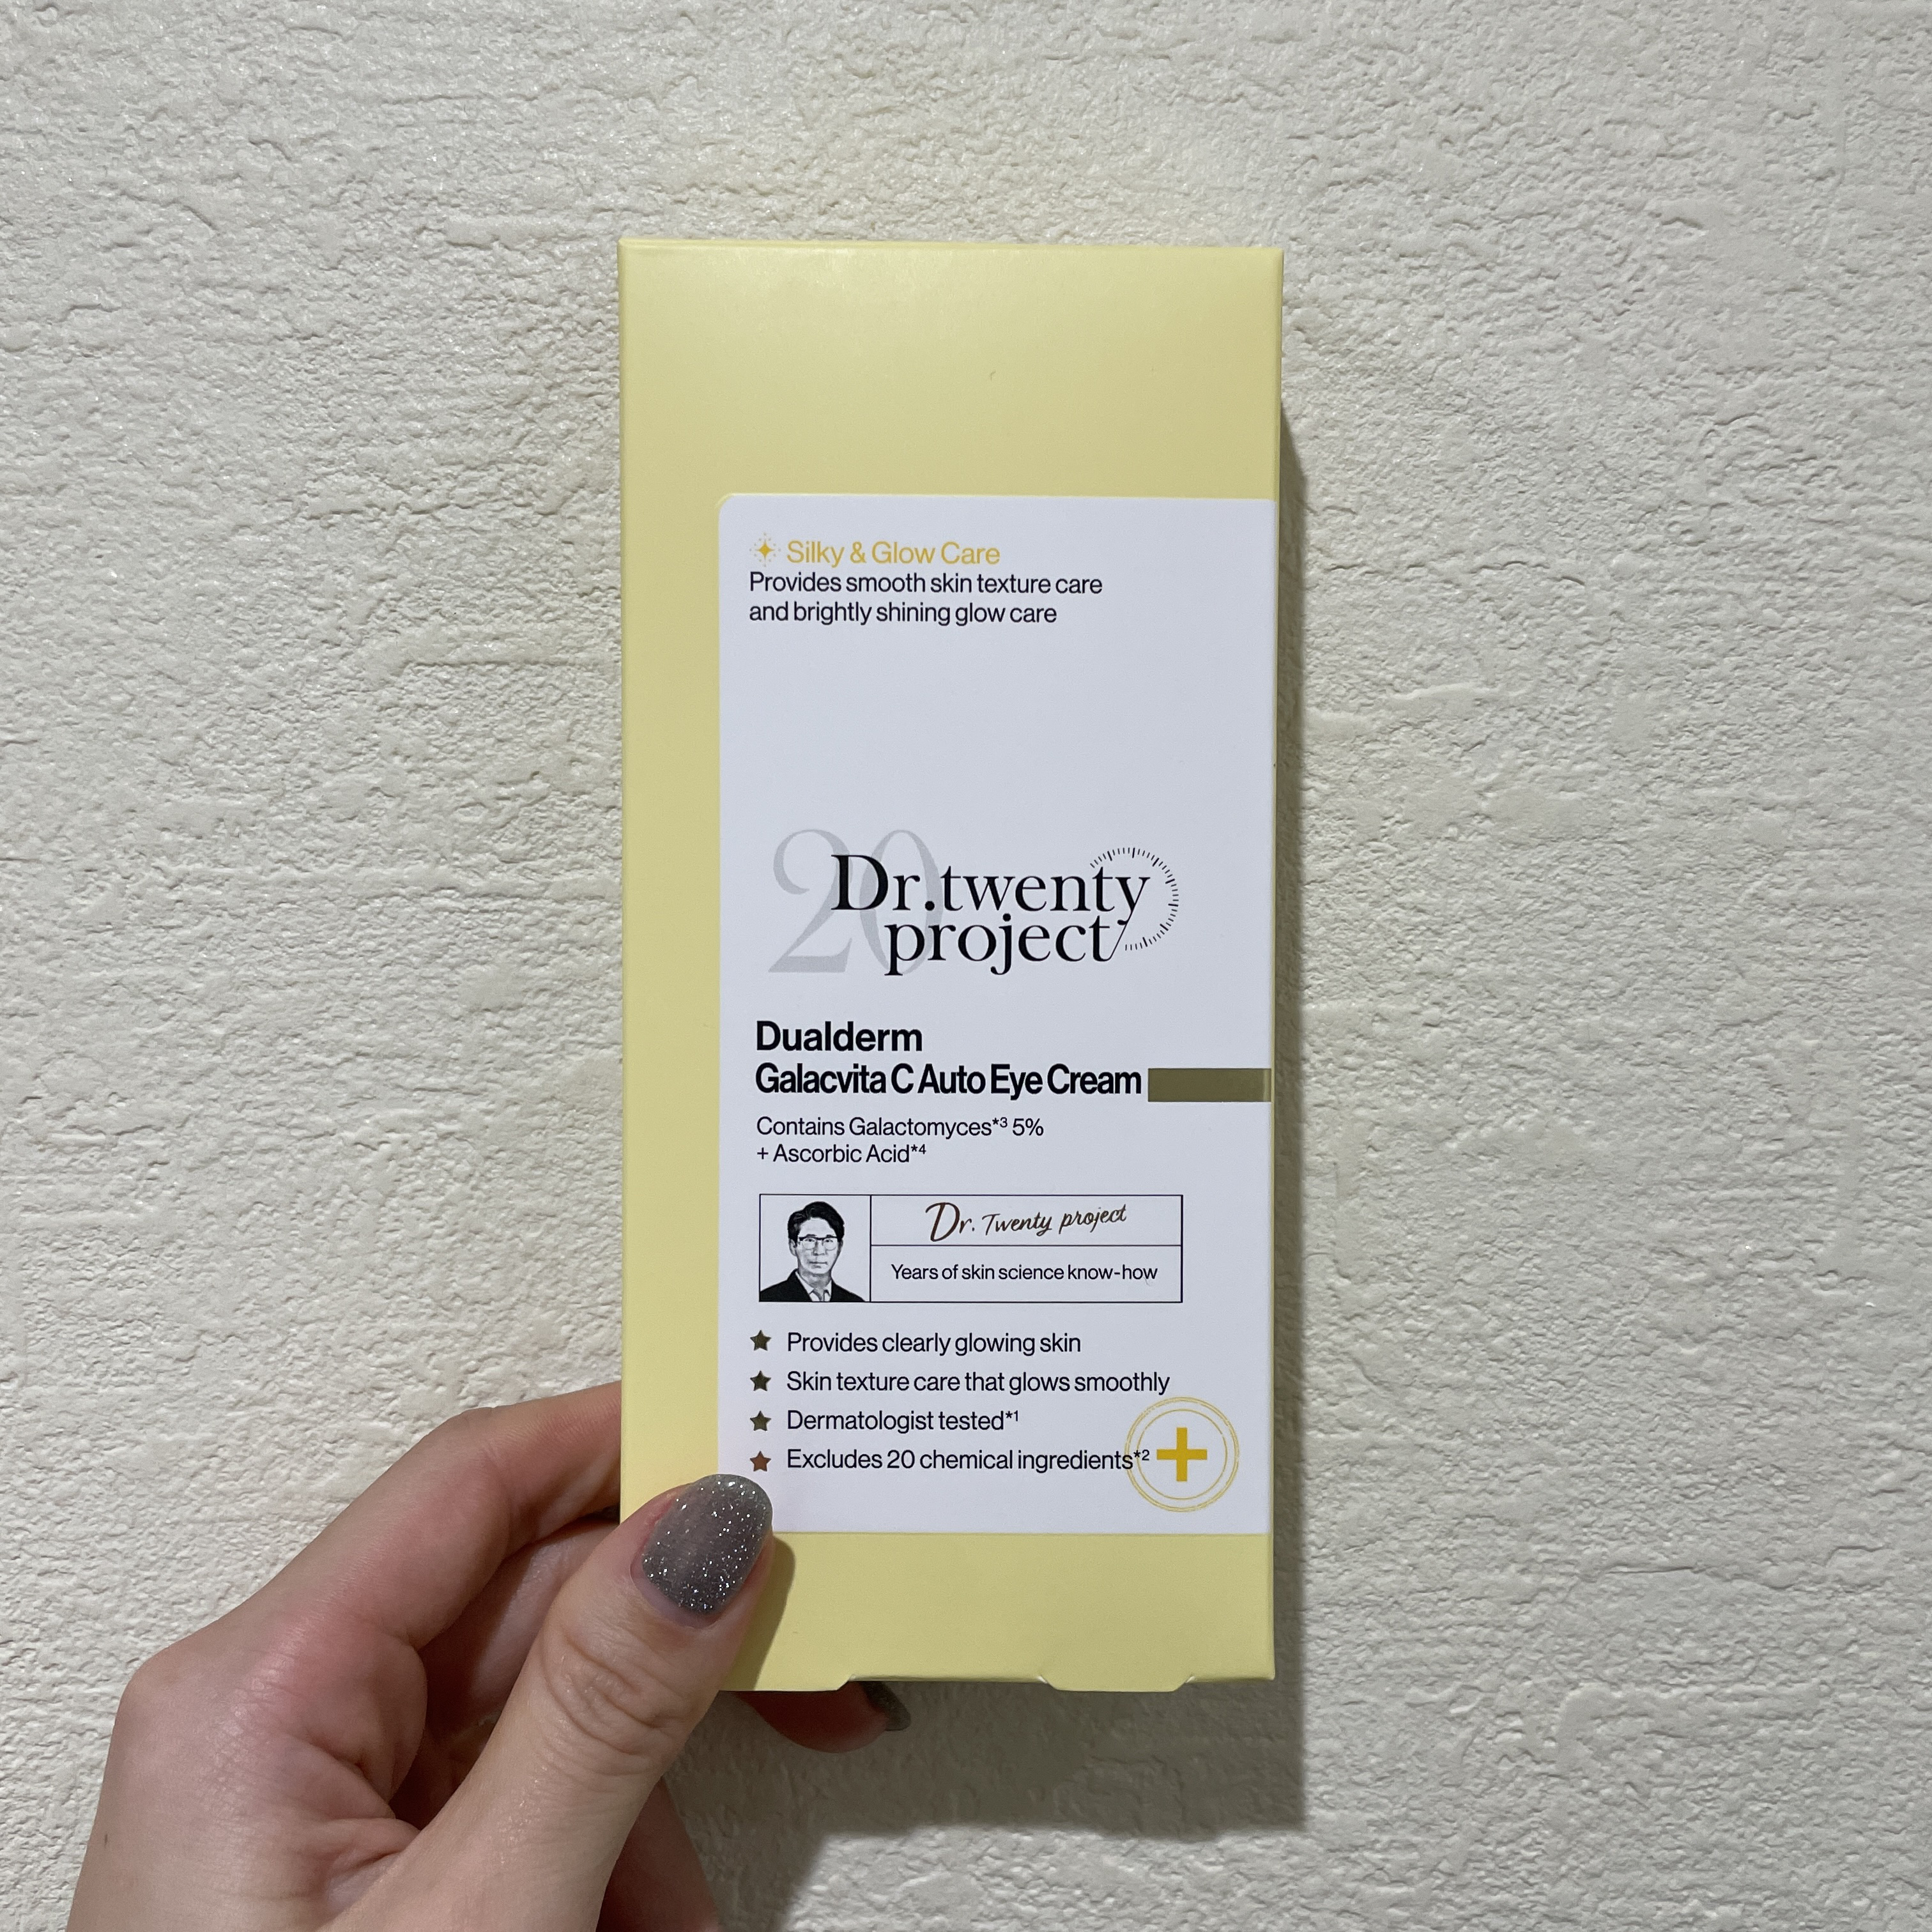 Silky & Glow Care
Provides smooth skin texture care
and brightly shining glow care
20
Dr.twenty
project
Dualderm
Galacvita C Auto Eye Cream
Contains Galactomyces*3 5%
+ Ascorbic Acid*4
Dr. Twenty project
Years of skin science know-how
Provides clearly glowing skin
Skin texture care that glows smoothly
Dermatologist tested*1
Excludes 20 chemical ingredients*2